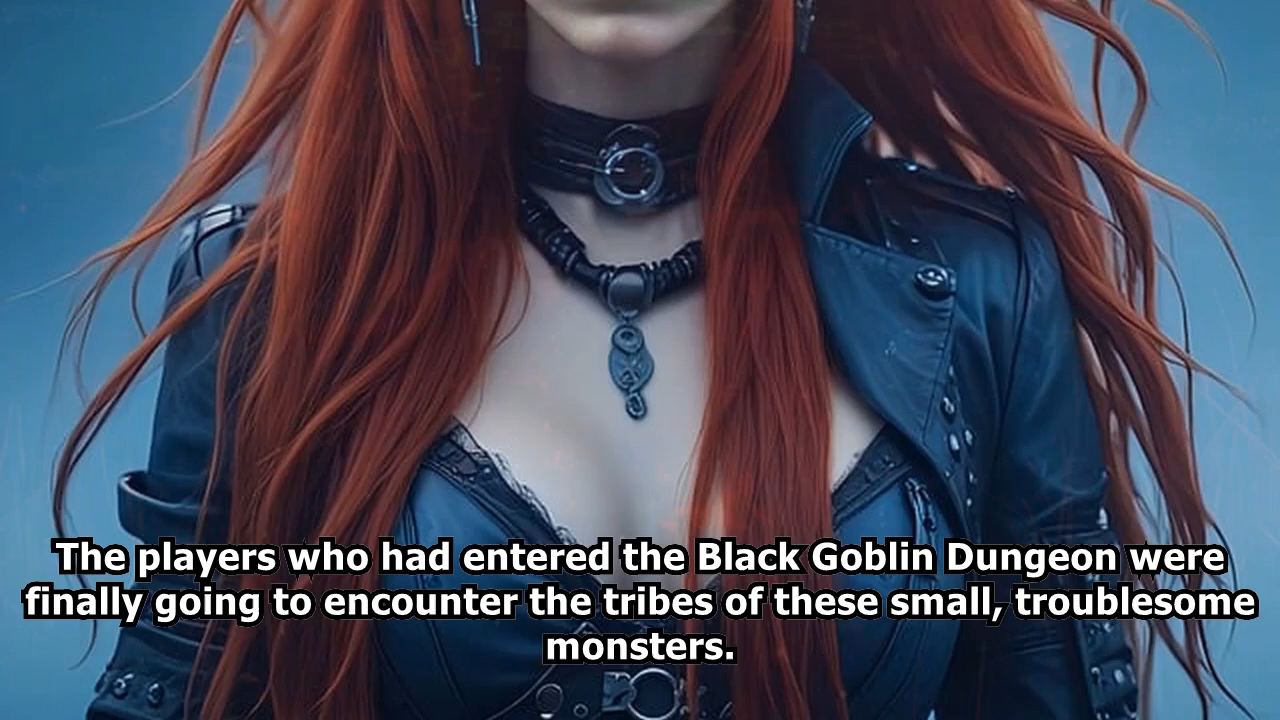 The players who had entered the Black Goblin Dungeon were
finally going to encounter the tribes of these small, troublesome
monsters.